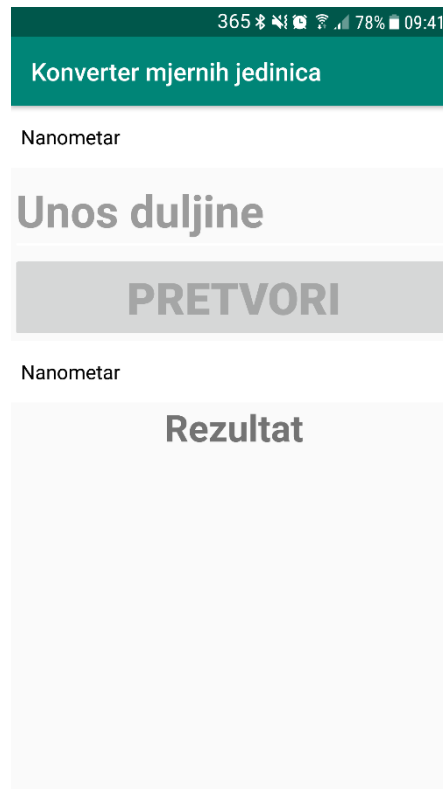 365 78% 09:41
Konverter mjernih jedinica
Nanometar
Unos duljine
PRETVORI
Nanometar
Rezultat